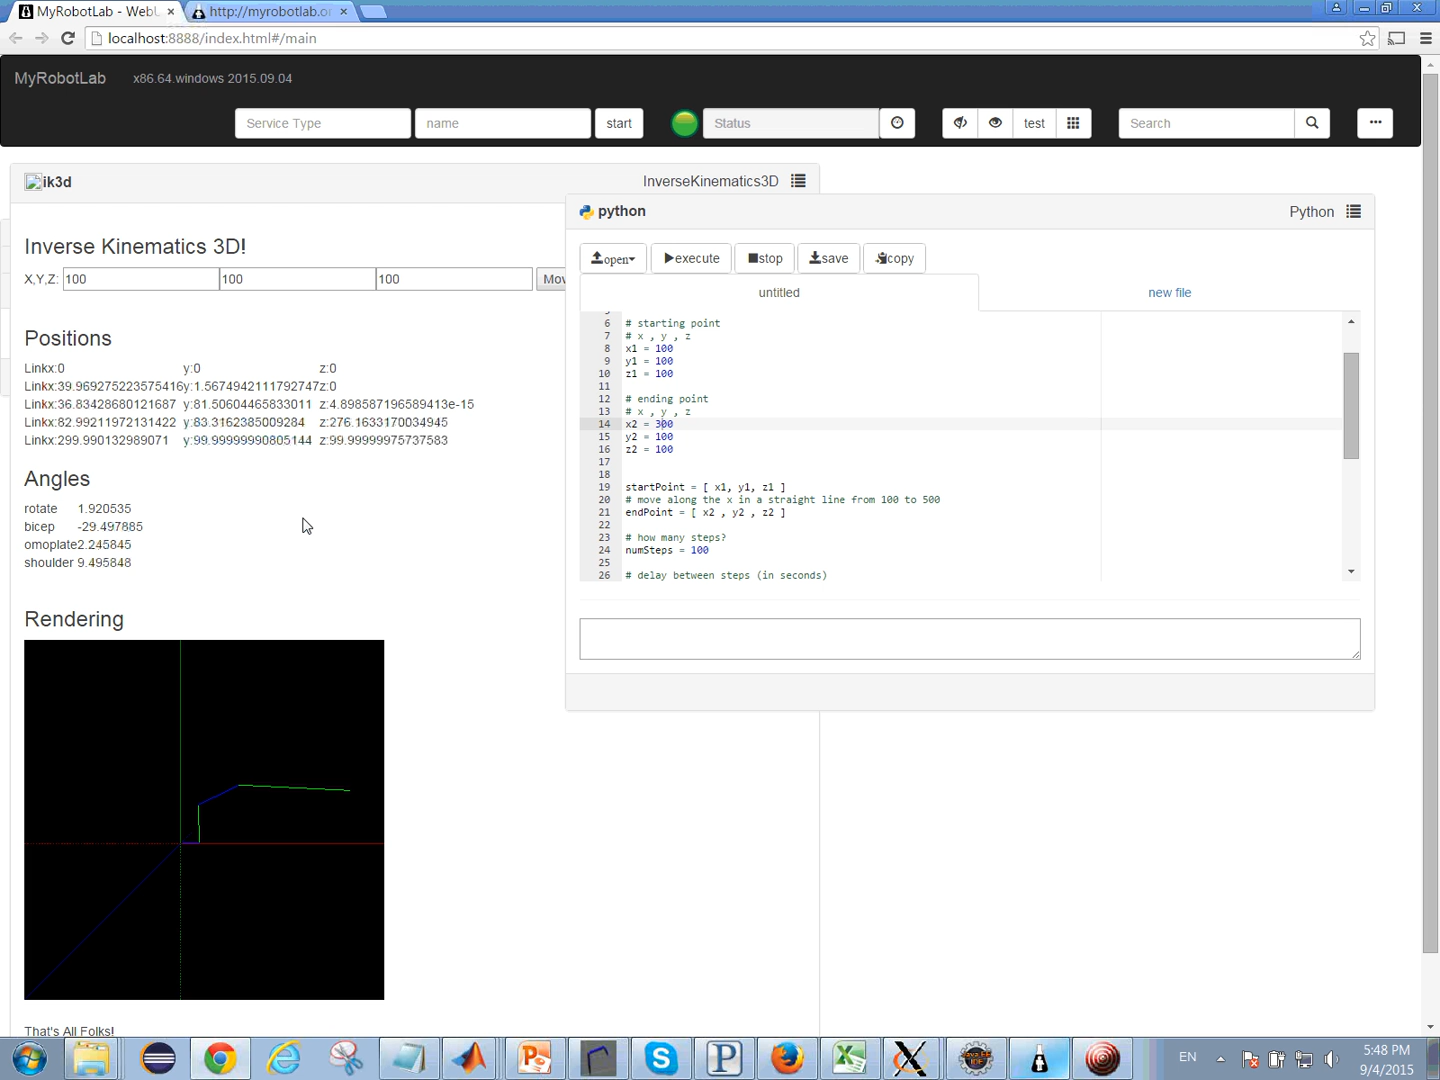 MyRobotLab - WebU
http://myrobotlab.or
localhost:8888/index.html#/main
MyRobotLab x86.64.windows 2015.09.04
Service Type name start Status test Search
ik3d InverseKinematics3D
Inverse Kinematics 3D!
X,Y,Z: 100 100 100 Mov
Positions
Linkx:0 y:0 z:0
Linkx:39.969275223575416y:1.5674942111792747z:0
Linkx:36.83428680121687 y:81.50604465833011 z:4.898587196589413e-15
Linkx:82.99211972131422 y:83.3162385009284 z:276.1633170034945
Linkx:299.990132989071 y:99.99999990805144 z:99.99999975737583
Angles
rotate 1.920535
bicep -29.497885
omoplate2.245845
shoulder 9.495848
Rendering
That's All Folks!
python Python
open execute stop save copy
untitled new file
6 # starting point
7 # x , y , z
8 x1 = 100
9 y1 = 100
10 z1 = 100
11
12 # ending point
13 # x , y , z
14 x2 = 300
15 y2 = 100
16 z2 = 100
17
18
19 startPoint = [ x1, y1, z1 ]
20 # move along the x in a straight line from 100 to 500
21 endPoint = [ x2 , y2 , z2 ]
22
23 # how many steps?
24 numSteps = 100
25
26 # delay between steps (in seconds)
EN 5:48 PM
9/4/2015